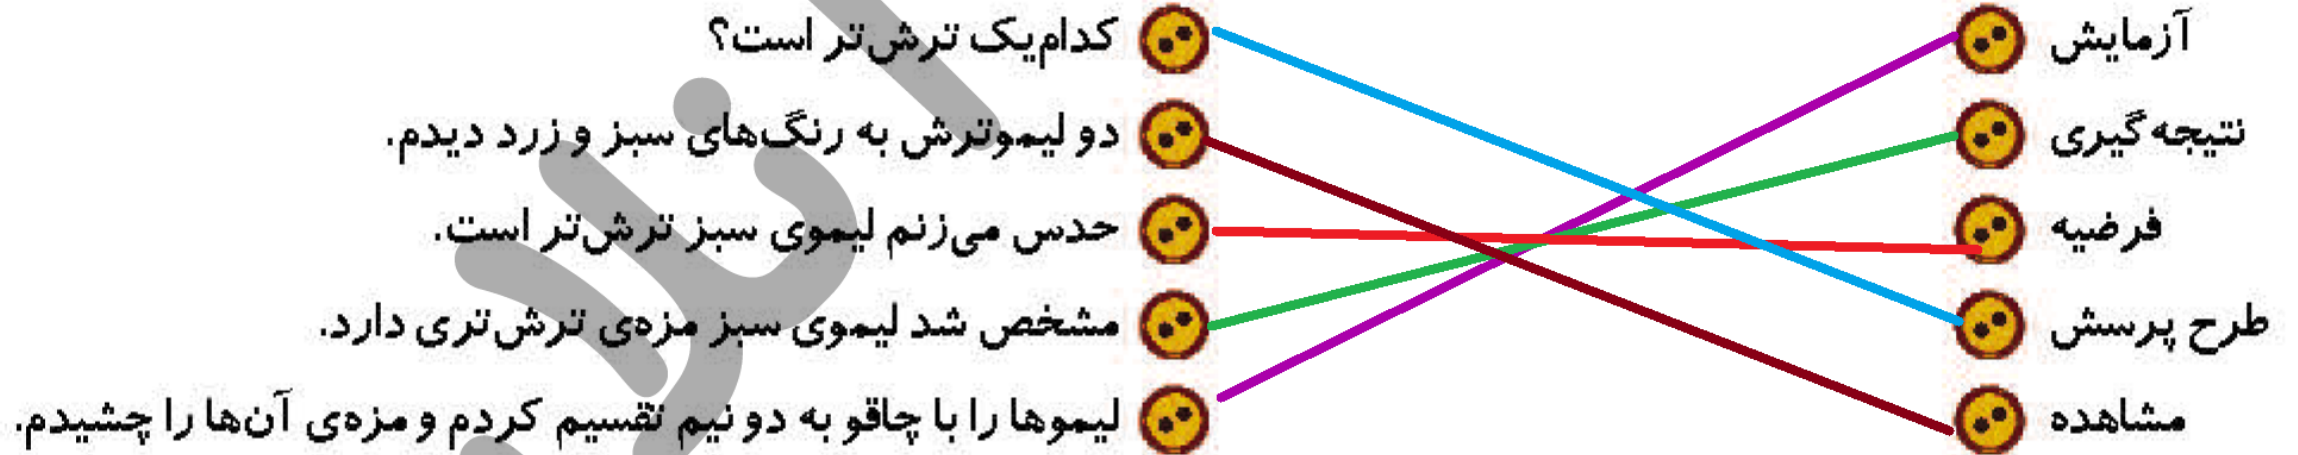 آزمایش کدام‌یک ترش‌تر است؟
نتیجه گیری دو لیموترش به رنگ‌های سبز و زرد دیدم.
فرضیه حدس می‌زنم لیموی سبز ترش‌تر است.
طرح پرسش مشخص شد لیموی سبز مزه‌ی ترش‌تری دارد.
مشاهده لیموها را با چاقو به دو نیم تقسیم کردم و مزه‌ی آن‌ها را چشیدم.